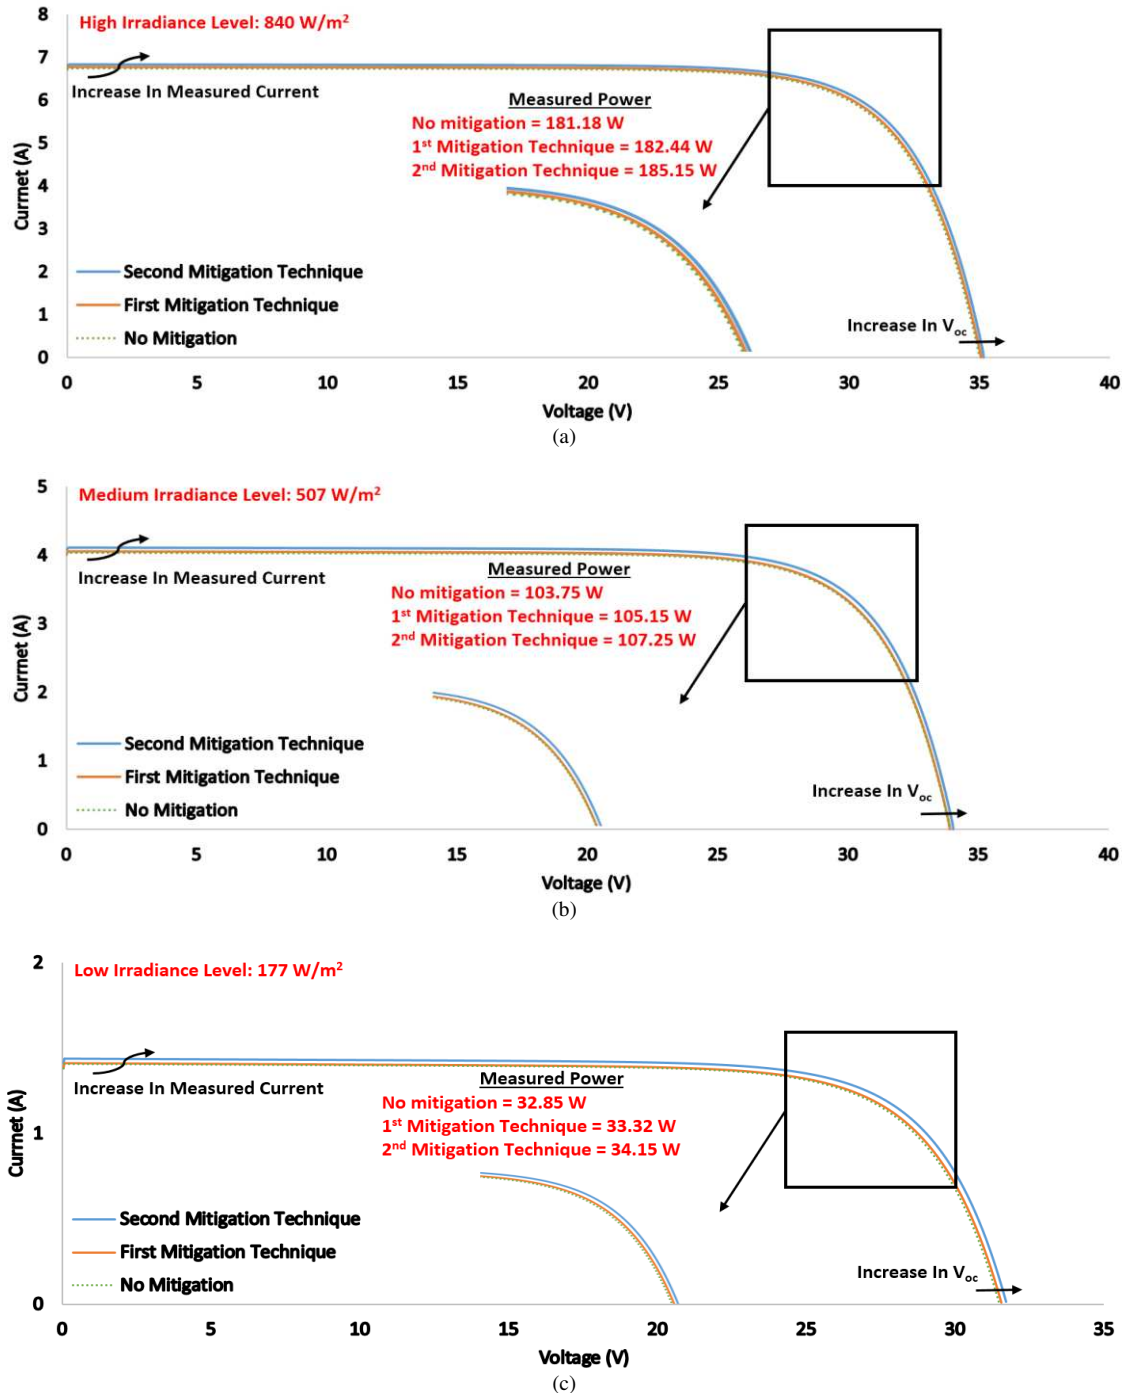 8
High Irradiance Level: 840 W/m²
7
Increase In Measured Current
6
Measured Power
No mitigation = 181.18 W
1st Mitigation Technique = 182.44 W
2nd Mitigation Technique = 185.15 W
5
Currnet (A)
4
3
2
Second Mitigation Technique
First Mitigation Technique
No Mitigation
1
Increase In Voc
0
0 5 10 15 20 25 30 35 40
Voltage (V)
(a)
5
Medium Irradiance Level: 507 W/m²
4
Increase In Measured Current
Measured Power
No mitigation = 103.75 W
1st Mitigation Technique = 105.15 W
2nd Mitigation Technique = 107.25 W
3
Currnet (A)
2
Second Mitigation Technique
First Mitigation Technique
No Mitigation
1
Increase In Voc
0
0 5 10 15 20 25 30 35 40
Voltage (V)
(b)
2
Low Irradiance Level: 177 W/m²
Increase In Measured Current
Measured Power
No mitigation = 32.85 W
1st Mitigation Technique = 33.32 W
2nd Mitigation Technique = 34.15 W
1
Currnet (A)
Second Mitigation Technique
First Mitigation Technique
No Mitigation
Increase In Voc
0
0 5 10 15 20 25 30 35
Voltage (V)
(c)